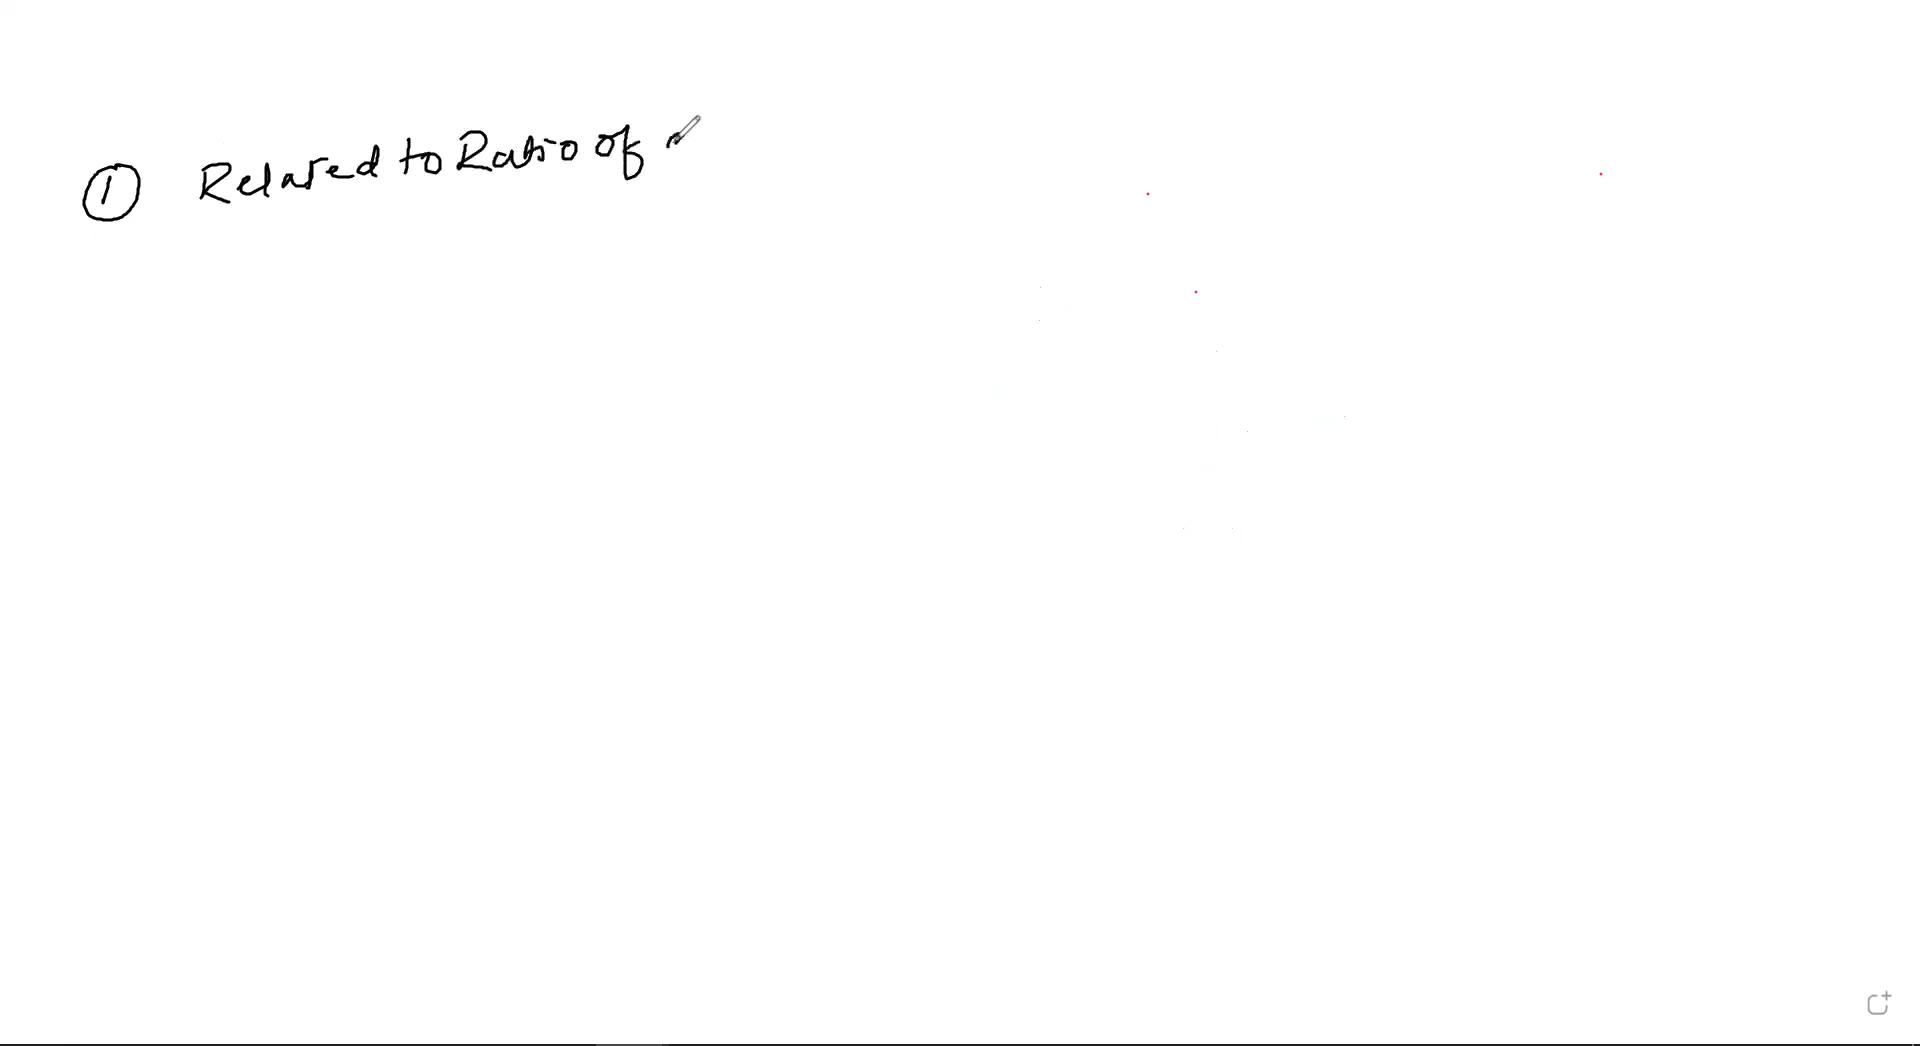 ① Related to Ratio of